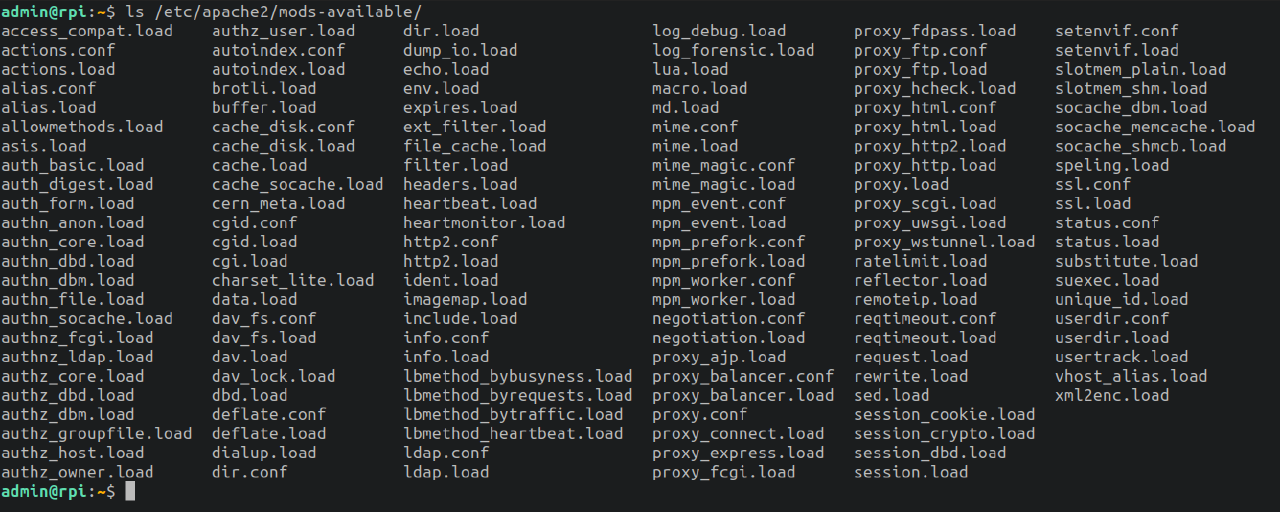 admin@rpi:~$ ls /etc/apache2/mods-available/
access_compat.load authz_user.load dir.load log_debug.load proxy_fdpass.load setenvif.conf
actions.conf autoindex.conf dump_io.load log_forensic.load proxy_ftp.conf setenvif.load
actions.load autoindex.load echo.load lua.load proxy_ftp.load slotmem_plain.load
alias.conf brotli.load env.load macro.load proxy_hcheck.load slotmem_shm.load
alias.load buffer.load expires.load md.load proxy_html.conf socache_dbm.load
allowmethods.load cache_disk.conf ext_filter.load mime.conf proxy_html.load socache_memcache.load
asis.load cache_disk.load file_cache.load mime.load proxy_http2.load socache_shmcb.load
auth_basic.load cache.load filter.load mime_magic.conf proxy_http.load speling.load
auth_digest.load cache_socache.load headers.load mime_magic.load proxy.load ssl.conf
auth_form.load cern_meta.load heartbeat.load mpm_event.conf proxy_scgi.load ssl.load
authn_anon.load cgid.conf heartmonitor.load mpm_event.load proxy_uwsgi.load status.conf
authn_core.load cgid.load http2.conf mpm_prefork.conf proxy_wstunnel.load status.load
authn_dbd.load cgi.load http2.load mpm_prefork.load ratelimit.load substitute.load
authn_dbm.load charset_lite.load ident.load mpm_worker.conf reflector.load suexec.load
authn_file.load data.load imagemap.load mpm_worker.load remoteip.load unique_id.load
authn_socache.load dav_fs.conf include.load negotiation.conf reqtimeout.conf userdir.conf
authnz_fcgi.load dav_fs.load info.conf negotiation.load reqtimeout.load userdir.load
authnz_ldap.load dav.load info.load proxy_ajp.load request.load usertrack.load
authz_core.load dav_lock.load lbmethod_bybusyness.load proxy_balancer.conf rewrite.load vhost_alias.load
authz_dbd.load dbd.load lbmethod_byrequests.load proxy_balancer.load sed.load xml2enc.load
authz_dbm.load deflate.conf lbmethod_bytraffic.load proxy.conf session_cookie.load
authz_groupfile.load deflate.load lbmethod_heartbeat.load proxy_connect.load session_crypto.load
authz_host.load dialup.load ldap.conf proxy_express.load session_dbd.load
authz_owner.load dir.conf ldap.load proxy_fcgi.load session.load
admin@rpi:~$